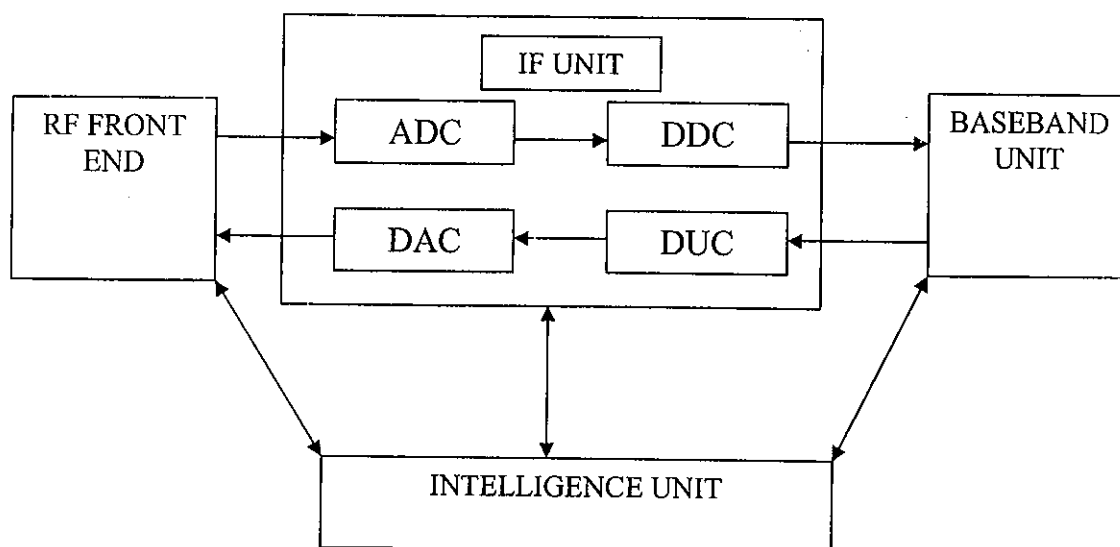 IF UNIT
RF FRONT
END
ADC
DDC
BASEBAND
UNIT
DAC
DUC
INTELLIGENCE UNIT